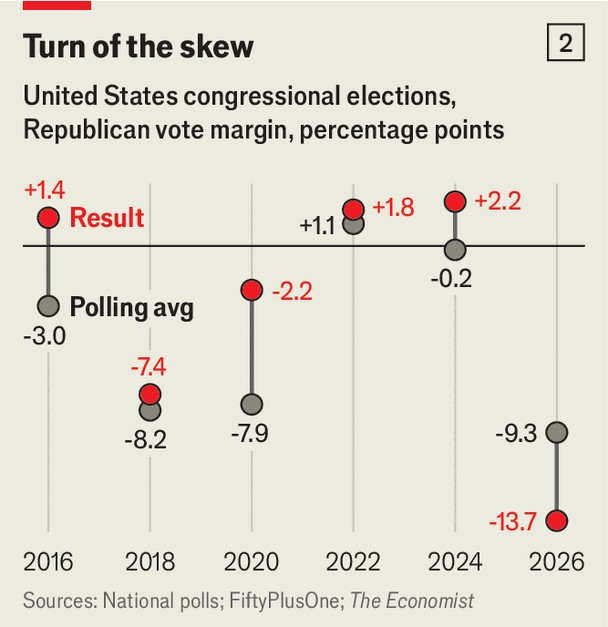 Turn of the skew
2
United States congressional elections,
Republican vote margin, percentage points
+1.4
Result
-3.0
Polling avg
-7.4
-8.2
-2.2
-7.9
+1.8
+1.1
+2.2
-0.2
-9.3
-13.7
2016 2018 2020 2022 2024 2026
Sources: National polls; FiftyPlusOne; The Economist